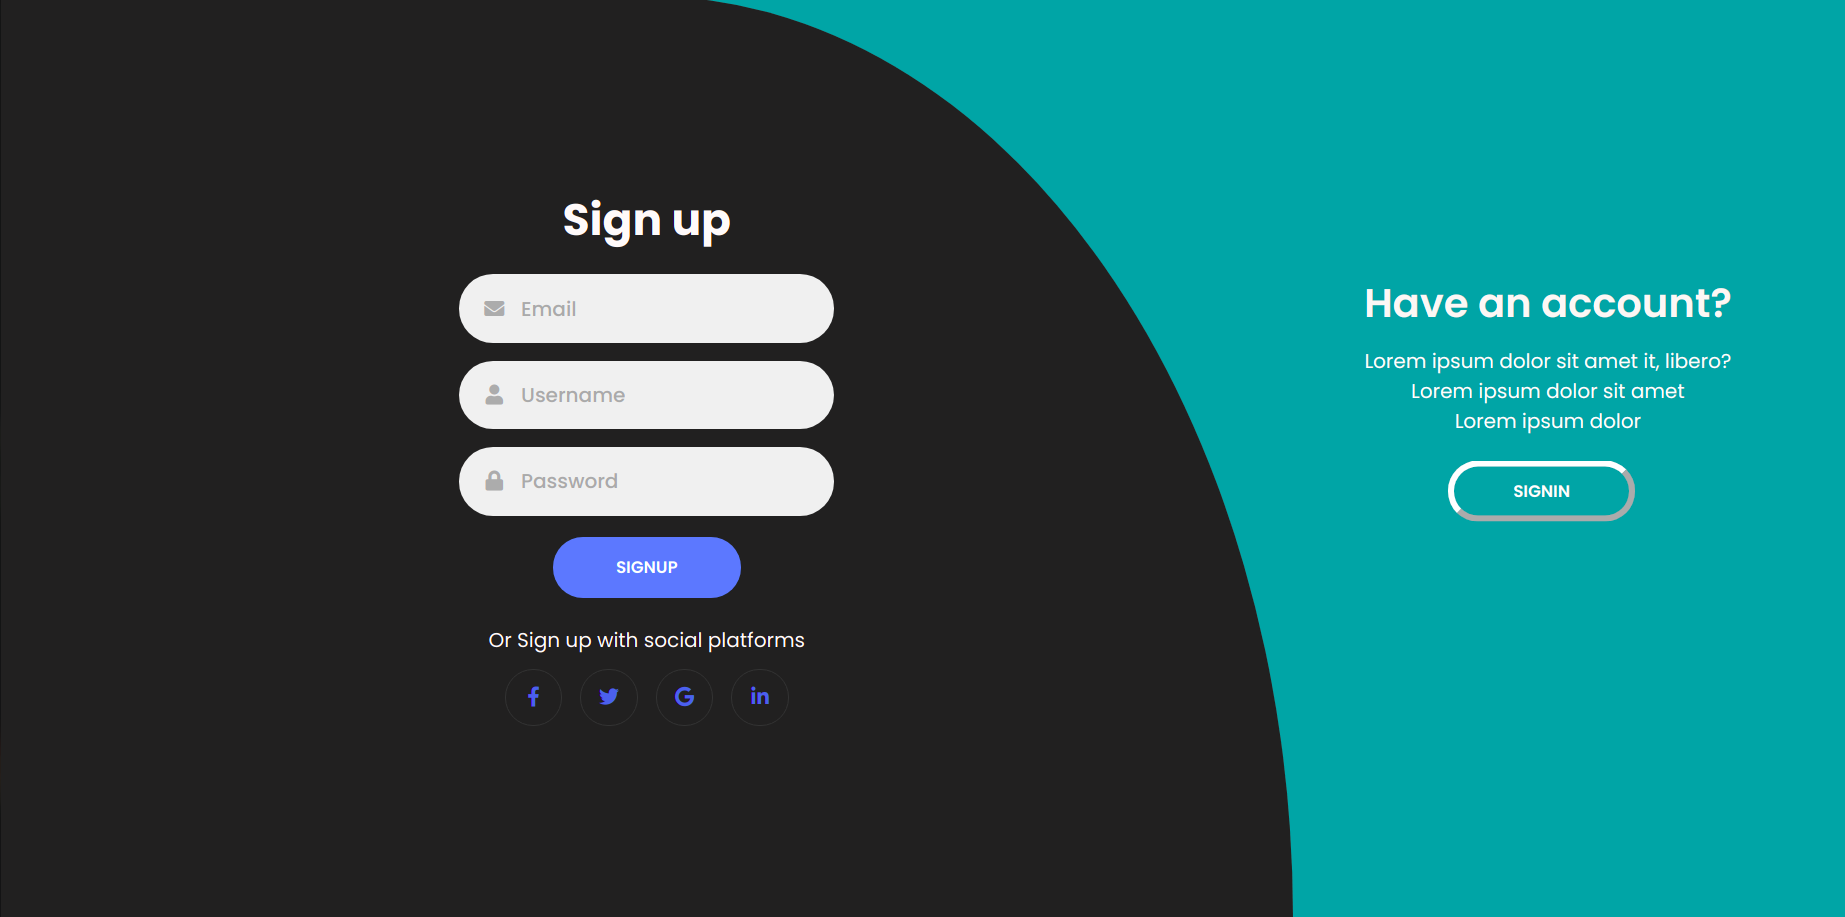 Sign up
Email
Username
Password
SIGNUP
Or Sign up with social platforms
Have an account?
Lorem ipsum dolor sit amet it, libero?
Lorem ipsum dolor sit amet
Lorem ipsum dolor
SIGNIN